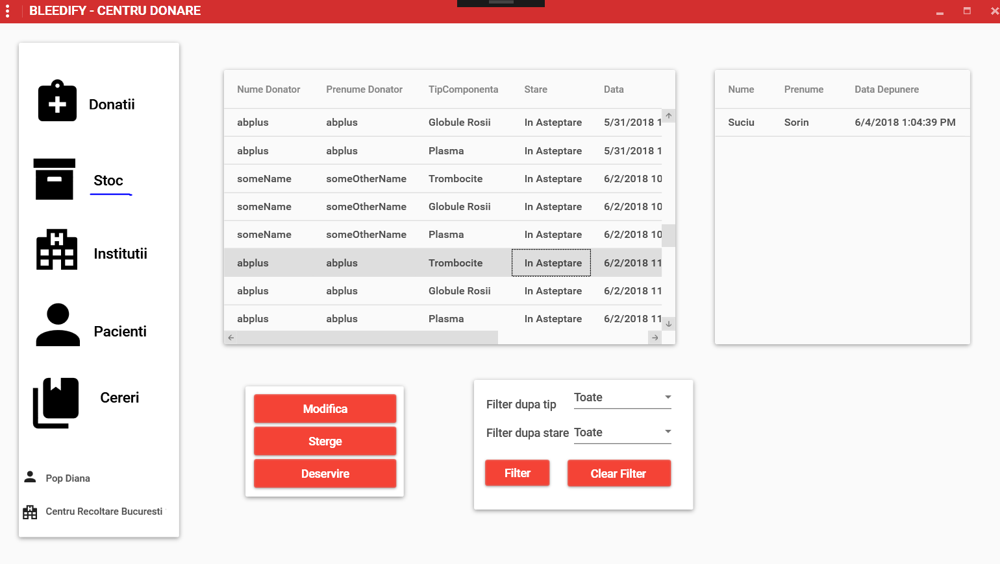 BLEEDIFY - CENTRU DONARE
Donatii
Stoc
Institutii
Pacienti
Cereri
Pop Diana
Centru Recoltare Bucuresti
Nume Donator Prenume Donator TipComponenta Stare Data
abplus abplus Globule Rosii In Asteptare 5/31/2018 1
abplus abplus Plasma In Asteptare 5/31/2018 1
someName someOtherName Trombocite In Asteptare 6/2/2018 10
someName someOtherName Globule Rosii In Asteptare 6/2/2018 10
someName someOtherName Plasma In Asteptare 6/2/2018 10
abplus abplus Trombocite In Asteptare 6/2/2018 11
abplus abplus Globule Rosii In Asteptare 6/2/2018 11
abplus abplus Plasma In Asteptare 6/2/2018 11
Nume Prenume Data Depunere
Suciu Sorin 6/4/2018 1:04:39 PM
Modifica
Sterge
Deservire
Filter dupa tip Toate
Filter dupa stare Toate
Filter Clear Filter